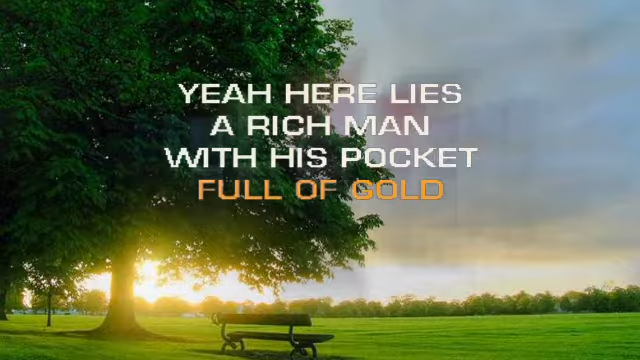 YEAH HERE LIES
A RICH MAN
WITH HIS POCKET
FULL OF GOLD